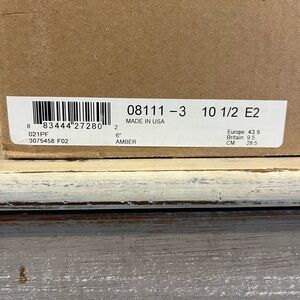 08111 - 3 10 1/2 E2
MADE IN USA
8 83444 27280 2
021PF 6" Europe 43.5
3075458 F02 AMBER Britain 9.5
CM 28.5